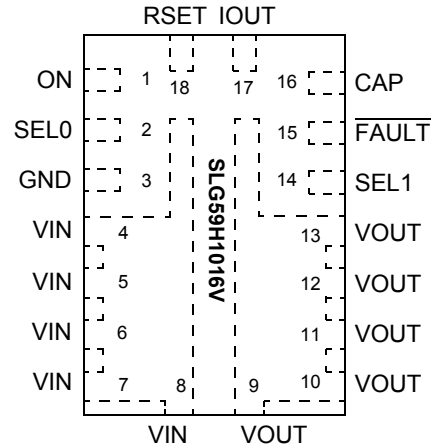 RSET IOUT
ON 1 18 17 16 CAP
SEL0 2 15 FAULT
GND 3 14 SEL1
SLG59H1016V
VIN 4 13 VOUT
VIN 5 12 VOUT
VIN 6 11 VOUT
VIN 7 8 9 10 VOUT
VIN VOUT